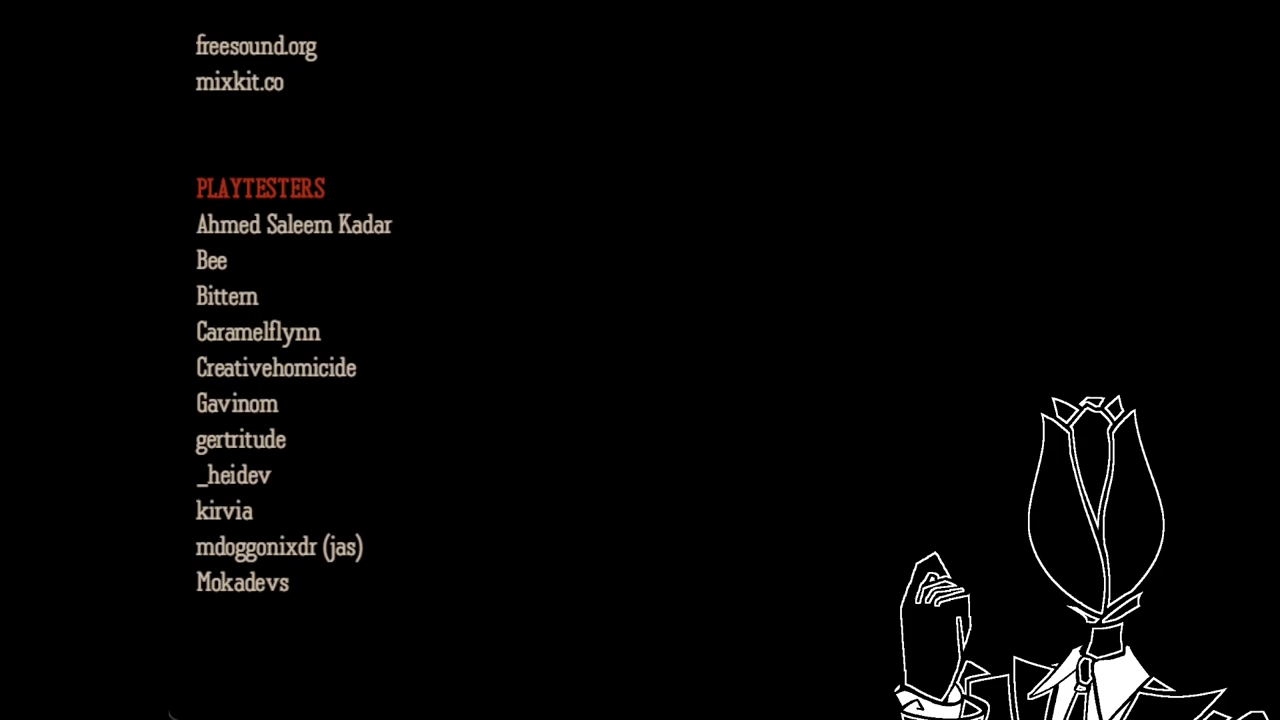 freesound.org
mixkit.co
PLAYTESTERS
Ahmed Saleem Kadar
Bee
Bittern
Caramelflynn
Creativehomicide
Gavinom
gertritude
_heidev
kirvia
mdoggonixdr (jas)
Mokadevs